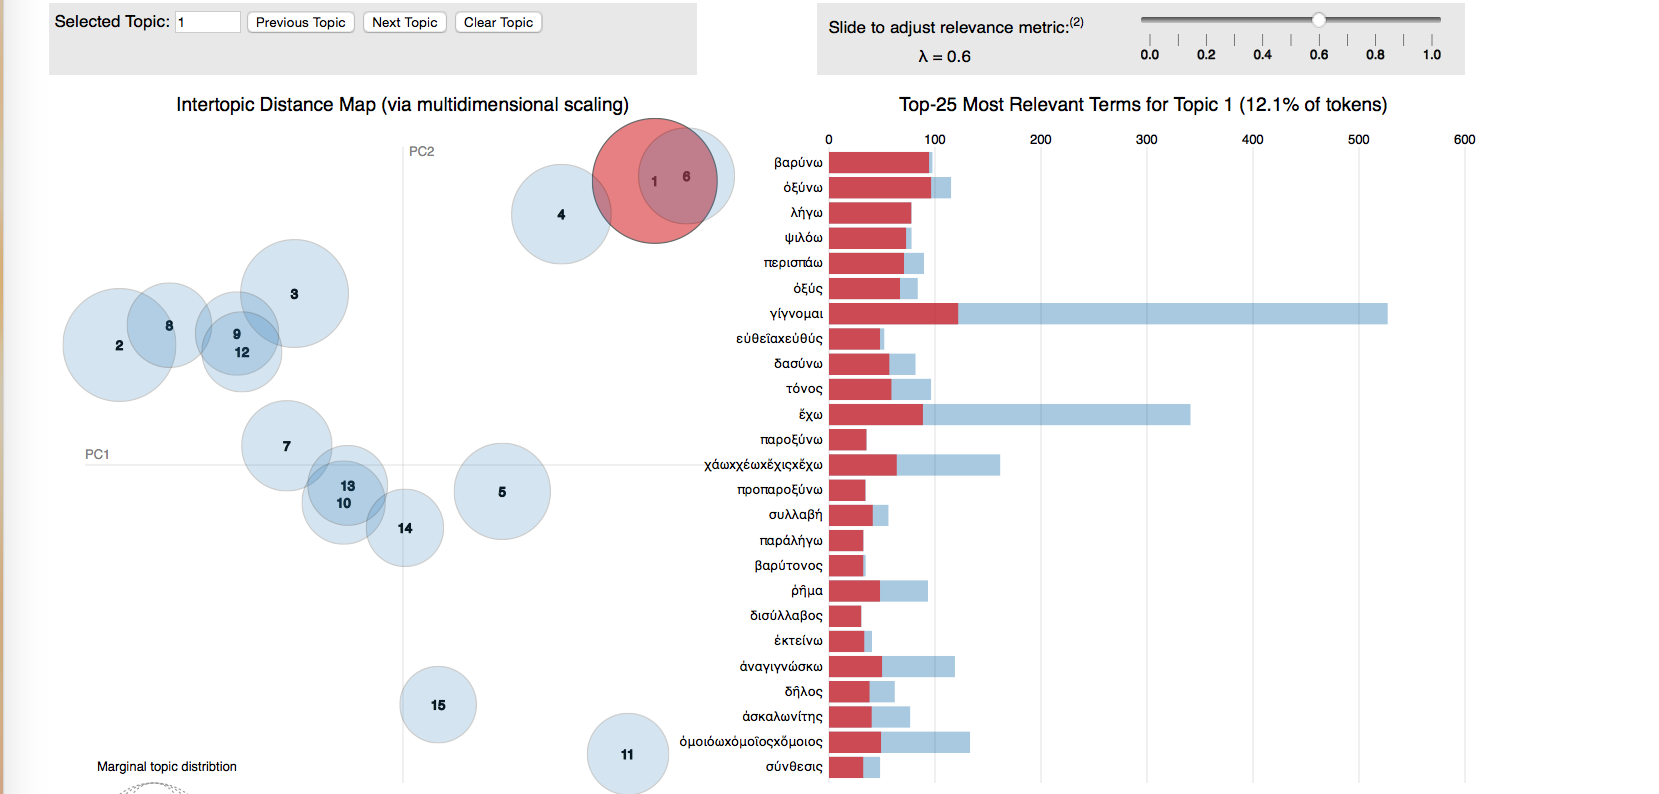 Selected Topic: 1 Previous Topic Next Topic Clear Topic
Slide to adjust relevance metric:(2)
λ = 0.6
0.0 0.2 0.4 0.6 0.8 1.0
Intertopic Distance Map (via multidimensional scaling)
PC2
PC1
1
6
4
3
8
2
9
12
7
13
10
5
14
15
11
Marginal topic distribtion
Top-25 Most Relevant Terms for Topic 1 (12.1% of tokens)
0 100 200 300 400 500 600
βαρύνω
ὀξύνω
λήγω
ψιλόω
περισπάω
ὀξύς
γίγνομαι
εὐθεῖαxεὐθύς
δασύνω
τόνος
ἔχω
παροξύνω
χάωxχέωxἔχιςxἔχω
προπαροξύνω
συλλαβή
παράλήγω
βαρύτονος
ῥῆμα
δισύλλαβος
ἐκτείνω
ἀναγιγνώσκω
δῆλος
ἀσκαλωνίτης
ὁμοιόωxὁμοῖοςxὅμοιος
σύνθεσις